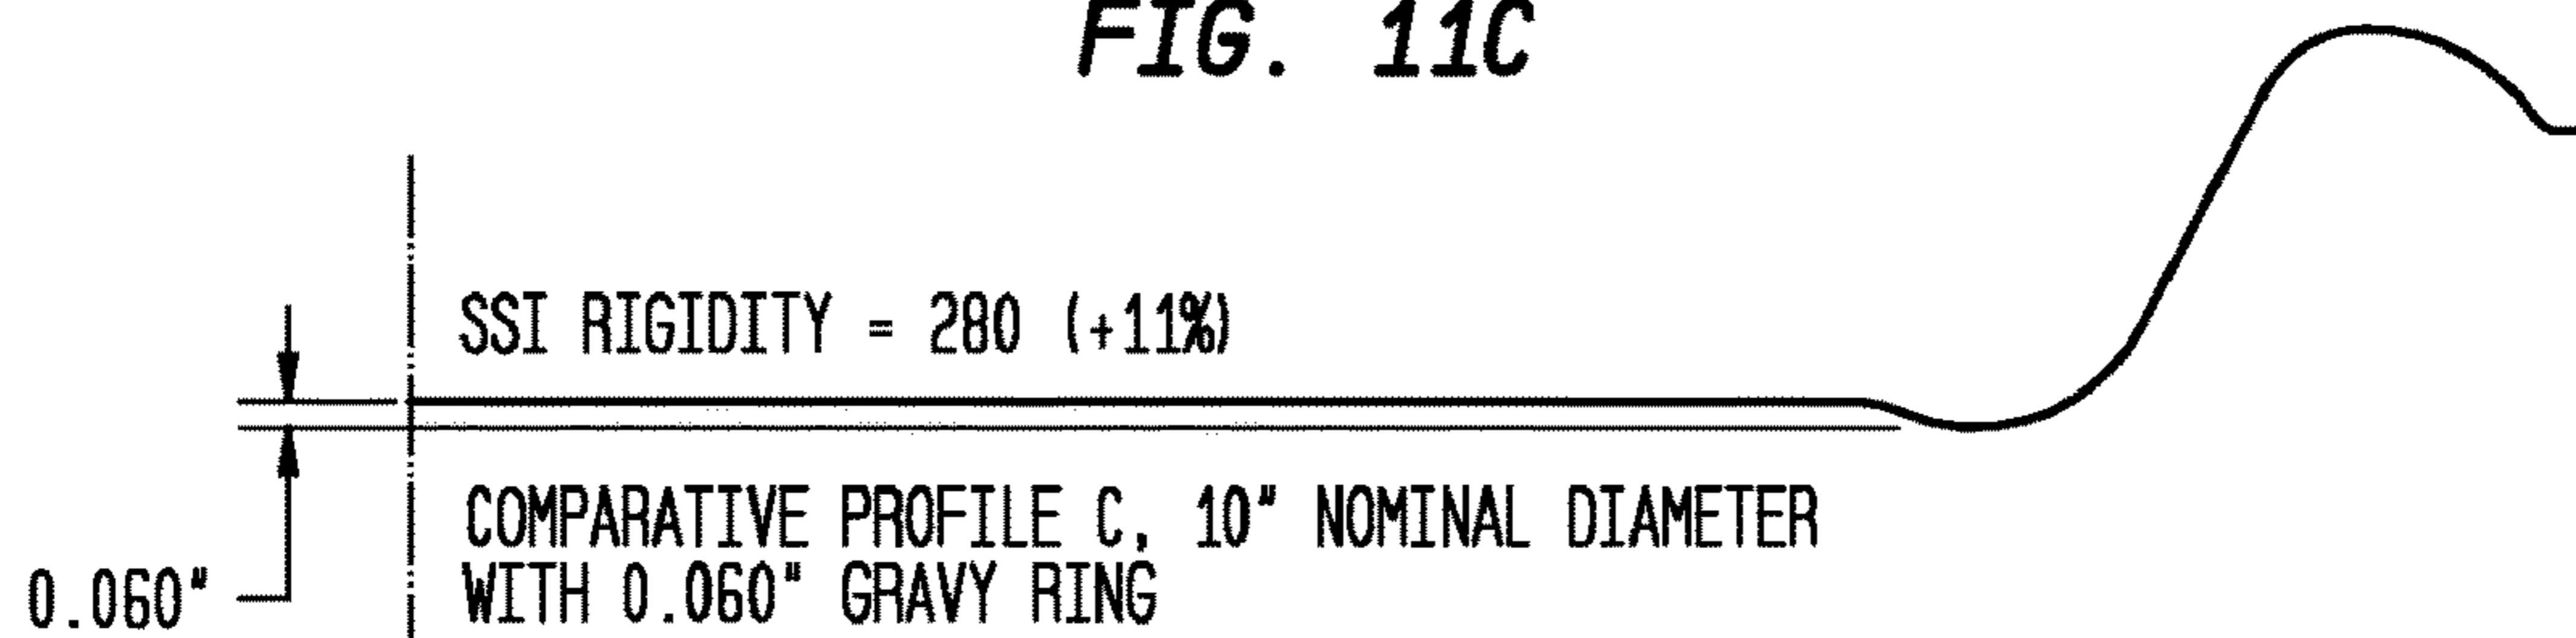 FIG. 11C
SSI RIGIDITY = 280 (+11%)
COMPARATIVE PROFILE C, 10" NOMINAL DIAMETER
WITH 0.060" GRAVY RING
0.060"